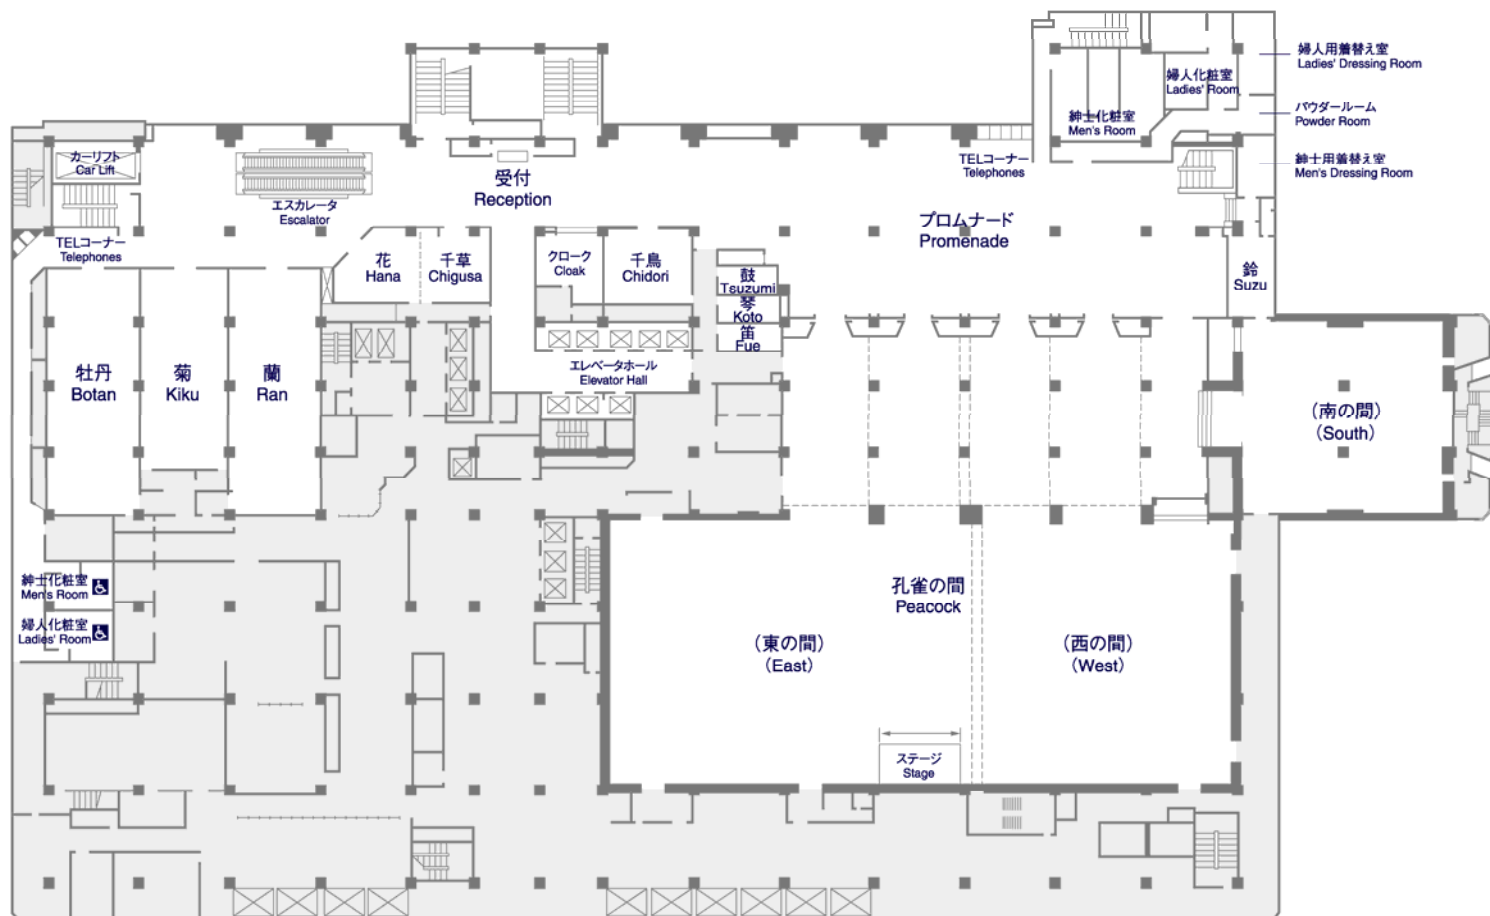 婦人用着替え室
Ladies' Dressing Room
婦人化粧室
Ladies' Room
パウダールーム
Powder Room
紳士化粧室
Men's Room
紳士用着替え室
Men's Dressing Room
TELコーナー
Telephones
カーリフト
Car Lift
エスカレータ
Escalator
受付
Reception
プロムナード
Promenade
TELコーナー
Telephones
花
Hana
千草
Chigusa
クローク
Cloak
千鳥
Chidori
鼓
Tsuzumi
琴
Koto
笛
Fue
鈴
Suzu
エレベータホール
Elevator Hall
牡丹
Botan
菊
Kiku
蘭
Ran
(南の間)
(South)
紳士化粧室
Men's Room
婦人化粧室
Ladies' Room
孔雀の間
Peacock
(東の間)
(East)
(西の間)
(West)
ステージ
Stage